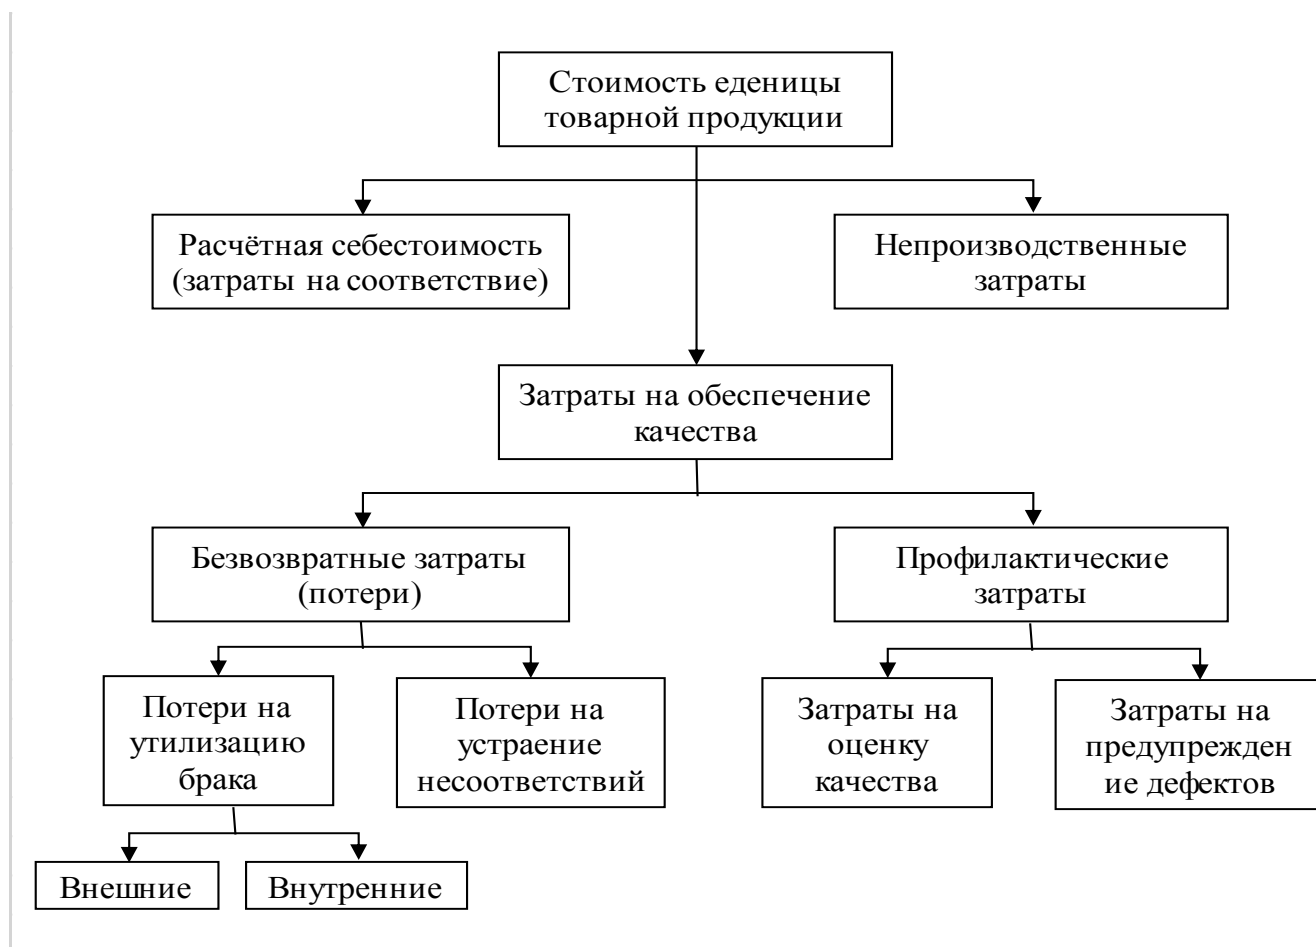 Стоимость еденицы
товарной продукции
Расчётная себестоимость
(затраты на соответствие)
Непроизводственные
затраты
Затраты на обеспечение
качества
Безвозвратные затраты
(потери)
Профилактические
затраты
Потери на
утилизацию
брака
Потери на
устраение
несоответствий
Затраты на
оценку
качества
Затраты на
предупрежден
ие дефектов
Внешние
Внутренние